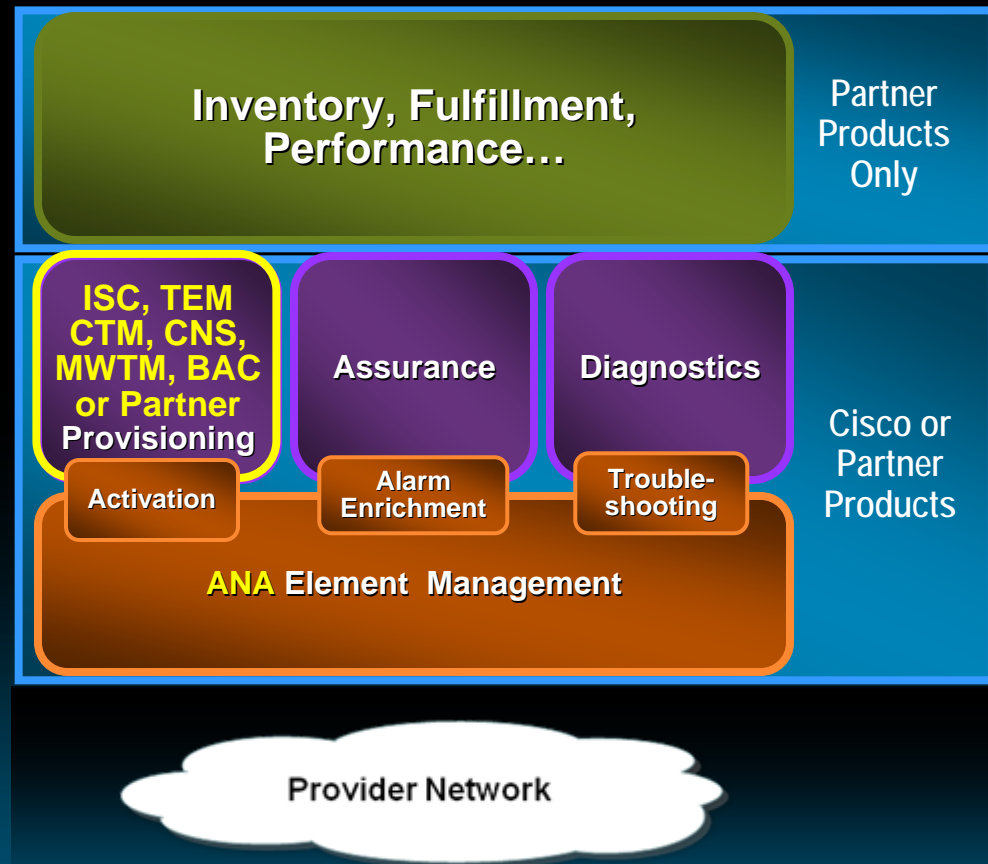 Inventory, Fulfillment,
Performance…
Partner
Products
Only
ISC, TEM
CTM, CNS,
MWTM, BAC
or Partner
Provisioning
Assurance
Diagnostics
Cisco or
Partner
Products
Activation
Alarm
Enrichment
Trouble-
shooting
ANA Element Management
Provider Network